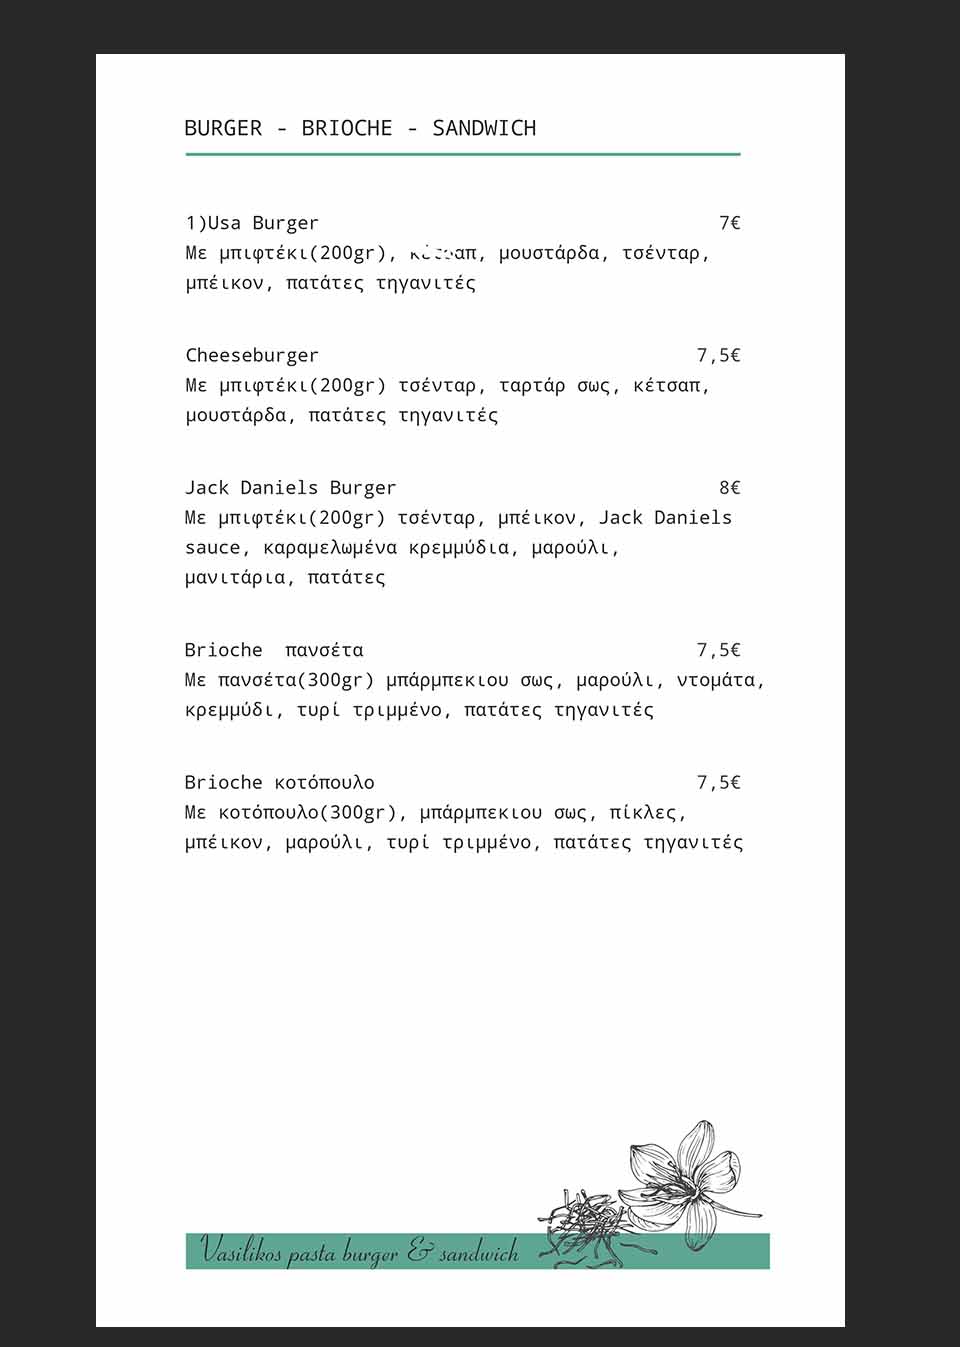 BURGER - BRIOCHE - SANDWICH
1)Usa Burger 7€
Με μπιφτέκι(200gr), κέτσαπ, μουστάρδα, τσένταρ,
μπέικον, πατάτες τηγανιτές
Cheeseburger 7,5€
Με μπιφτέκι(200gr) τσένταρ, ταρτάρ σως, κέτσαπ,
μουστάρδα, πατάτες τηγανιτές
Jack Daniels Burger 8€
Με μπιφτέκι(200gr) τσένταρ, μπέικον, Jack Daniels
sauce, καραμελωμένα κρεμμύδια, μαρούλι,
μανιτάρια, πατάτες
Brioche πανσέτα 7,5€
Με πανσέτα(300gr) μπάρμπεκιου σως, μαρούλι, ντομάτα,
κρεμμύδι, τυρί τριμμένο, πατάτες τηγανιτές
Brioche κοτόπουλο 7,5€
Με κοτόπουλο(300gr), μπάρμπεκιου σως, πίκλες,
μπέικον, μαρούλι, τυρί τριμμένο, πατάτες τηγανιτές
Vasilikos pasta burger & sandwich